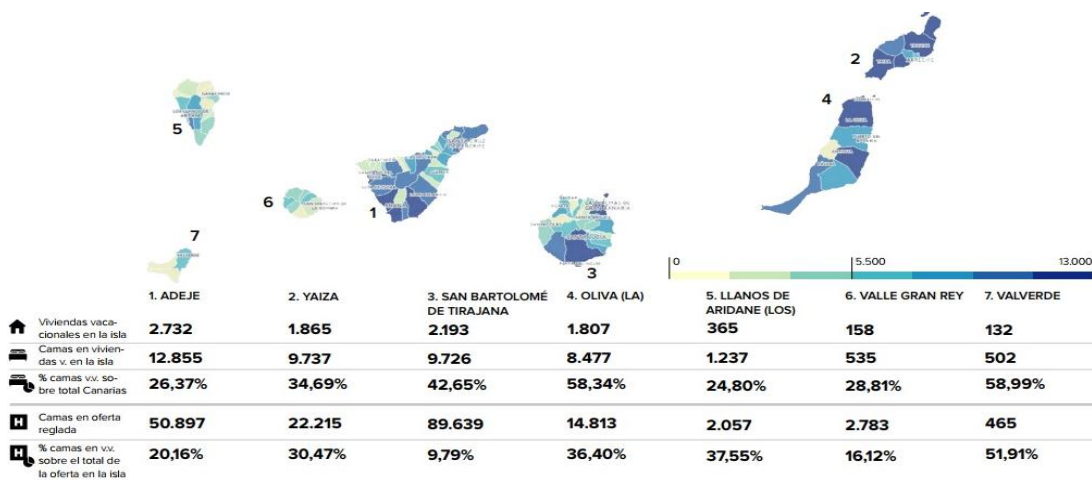 2
4
5
6
1
7
3
0 5.500 13.000
1. ADEJE 2. YAIZA 3. SAN BARTOLOMÉ DE TIRAJANA 4. OLIVA (LA) 5. LLANOS DE ARIDANE (LOS) 6. VALLE GRAN REY 7. VALVERDE
Viviendas vaca-
cionales en la isla 2.732 1.865 2.193 1.807 365 158 132
Camas en vivien-
das v. en la isla 12.855 9.737 9.726 8.477 1.237 535 502
% camas v.v. so-
bre total Canarias 26,37% 34,69% 42,65% 58,34% 24,80% 28,81% 58,99%
H Camas en oferta
reglada 50.897 22.215 89.639 14.813 2.057 2.783 465
H % camas en v.v.
sobre el total de
la oferta en la isla 20,16% 30,47% 9,79% 36,40% 37,55% 16,12% 51,91%